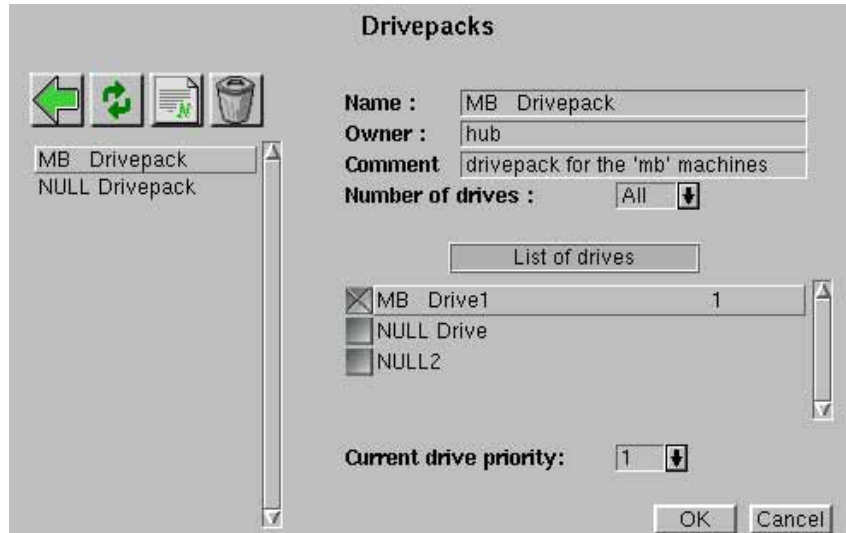 Drivepacks
MB Drivepack
NULL Drivepack
Name : MB Drivepack
Owner : hub
Comment drivepack for the 'mb' machines
Number of drives : All
List of drives
MB Drive1 1
NULL Drive
NULL2
Current drive priority: 1
OK Cancel